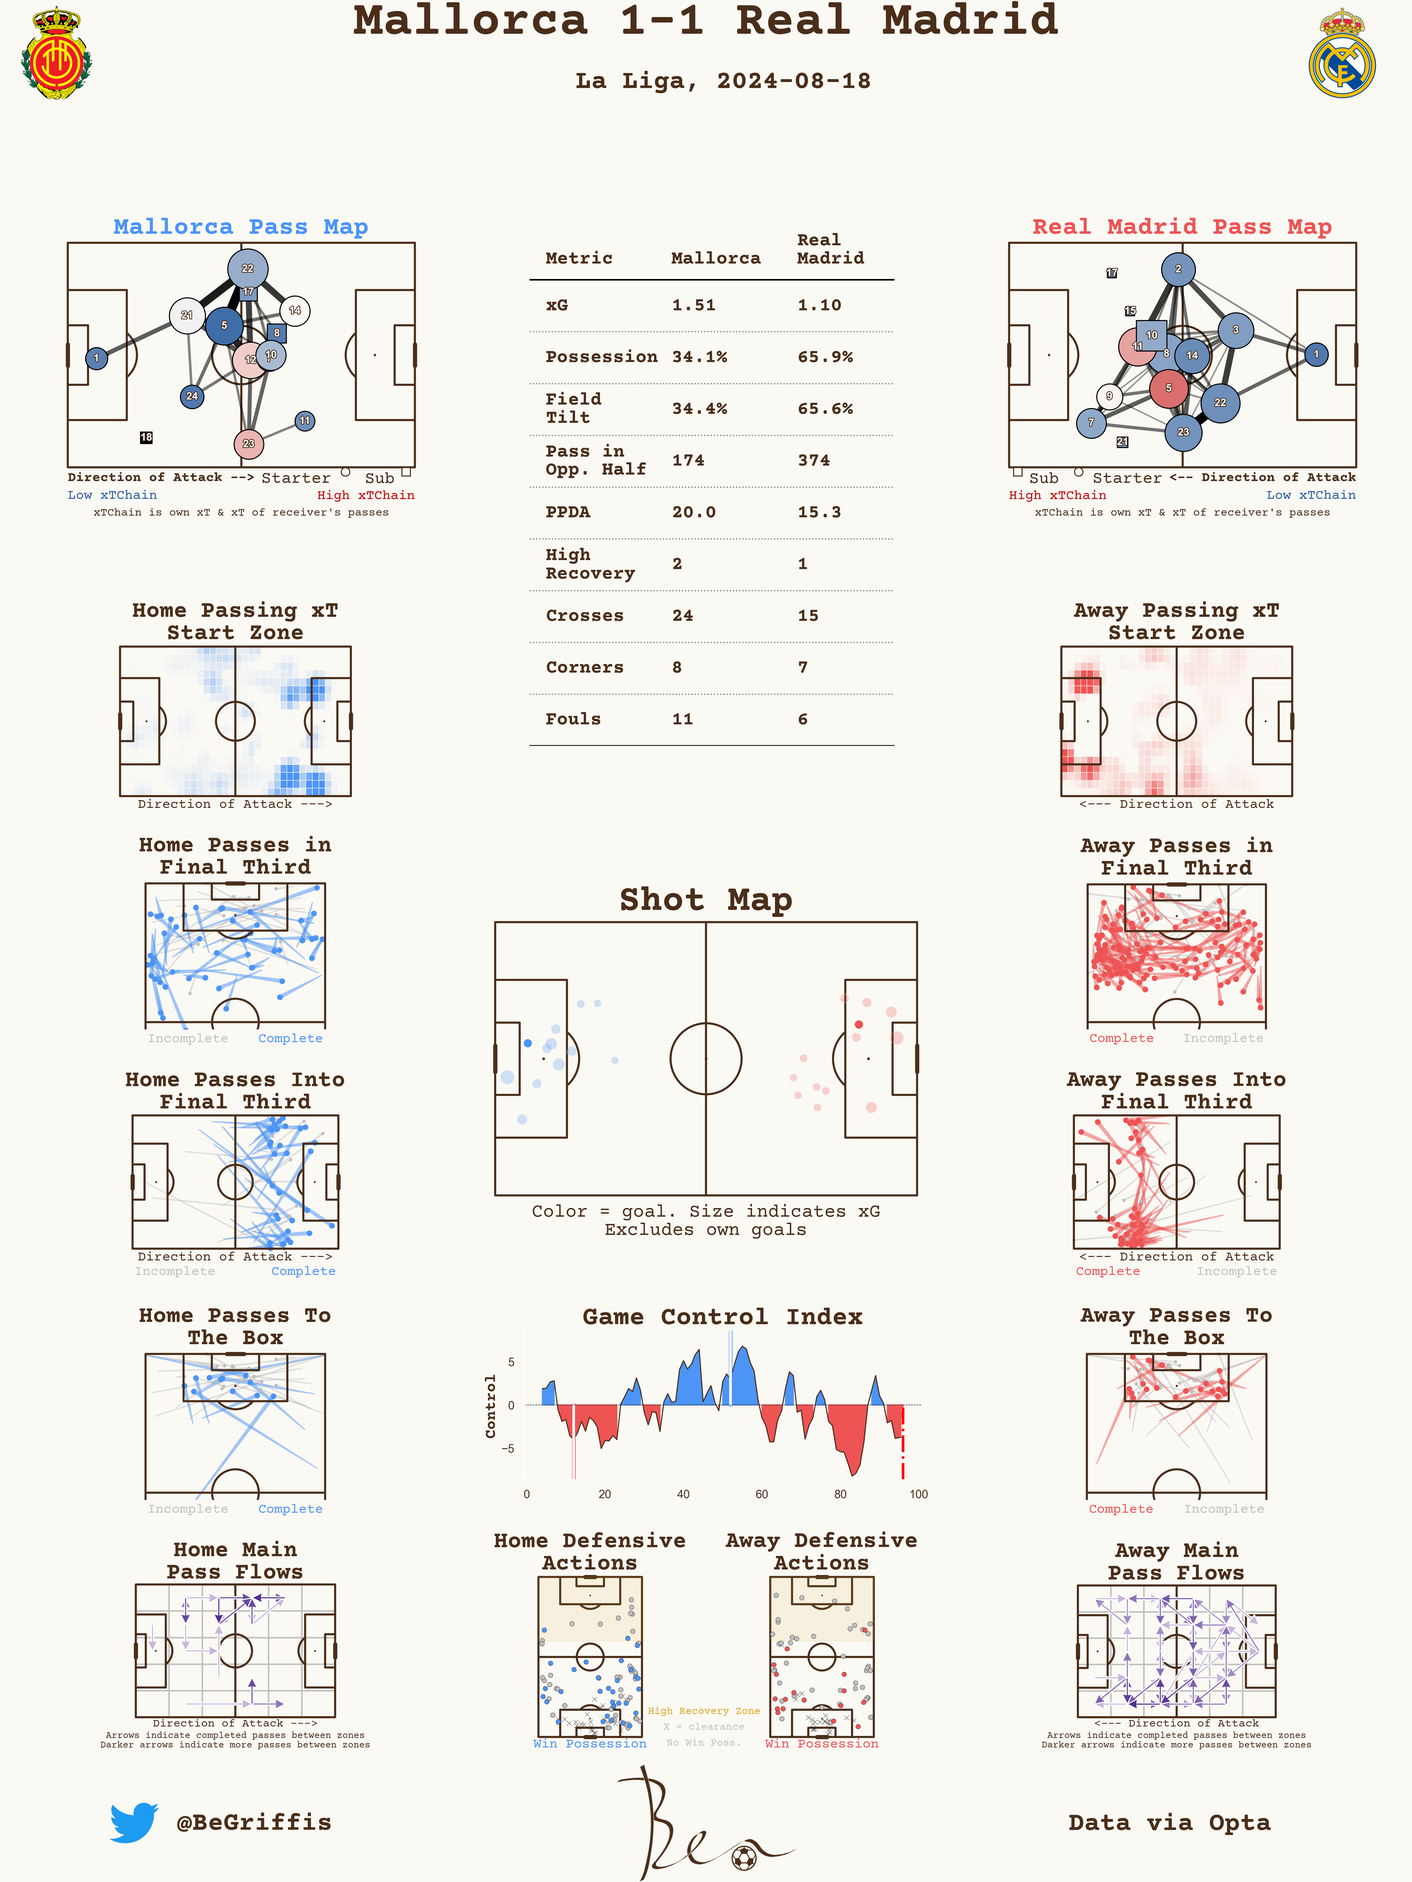 Mallorca 1-1 Real Madrid
La Liga, 2024-08-18
Mallorca Pass Map
22
17
21
14
5
8
12
10
1
24
11
18
23
Direction of Attack --> Starter Sub
Low xTChain High xTChain
xTChain is own xT & xT of receiver's passes
Metric Mallorca Real Madrid
xG 1.51 1.10
Possession 34.1% 65.9%
Field Tilt 34.4% 65.6%
Pass in Opp. Half 174 374
PPDA 20.0 15.3
High Recovery 2 1
Crosses 24 15
Corners 8 7
Fouls 11 6
Real Madrid Pass Map
17
2
15
10
3
11
8
14
1
5
9
22
7
23
21
Sub Starter <-- Direction of Attack
High xTChain Low xTChain
xTChain is own xT & xT of receiver's passes
Home Passing xT
Start Zone
Direction of Attack --->
Away Passing xT
Start Zone
<--- Direction of Attack
Home Passes in
Final Third
Incomplete Complete
Away Passes in
Final Third
Complete Incomplete
Shot Map
Color = goal. Size indicates xG
Excludes own goals
Home Passes Into
Final Third
Direction of Attack --->
Incomplete Complete
Away Passes Into
Final Third
<--- Direction of Attack
Complete Incomplete
Home Passes To
The Box
Incomplete Complete
Game Control Index
Control
5
0
−5
0 20 40 60 80 100
Away Passes To
The Box
Complete Incomplete
Home Main
Pass Flows
Direction of Attack --->
Arrows indicate completed passes between zones
Darker arrows indicate more passes between zones
Home Defensive
Actions
Win Possession
Away Defensive
Actions
Win Possession
High Recovery Zone
X = clearance
No Win Poss.
Away Main
Pass Flows
<--- Direction of Attack
Arrows indicate completed passes between zones
Darker arrows indicate more passes between zones
@BeGriffis
Ben
Data via Opta